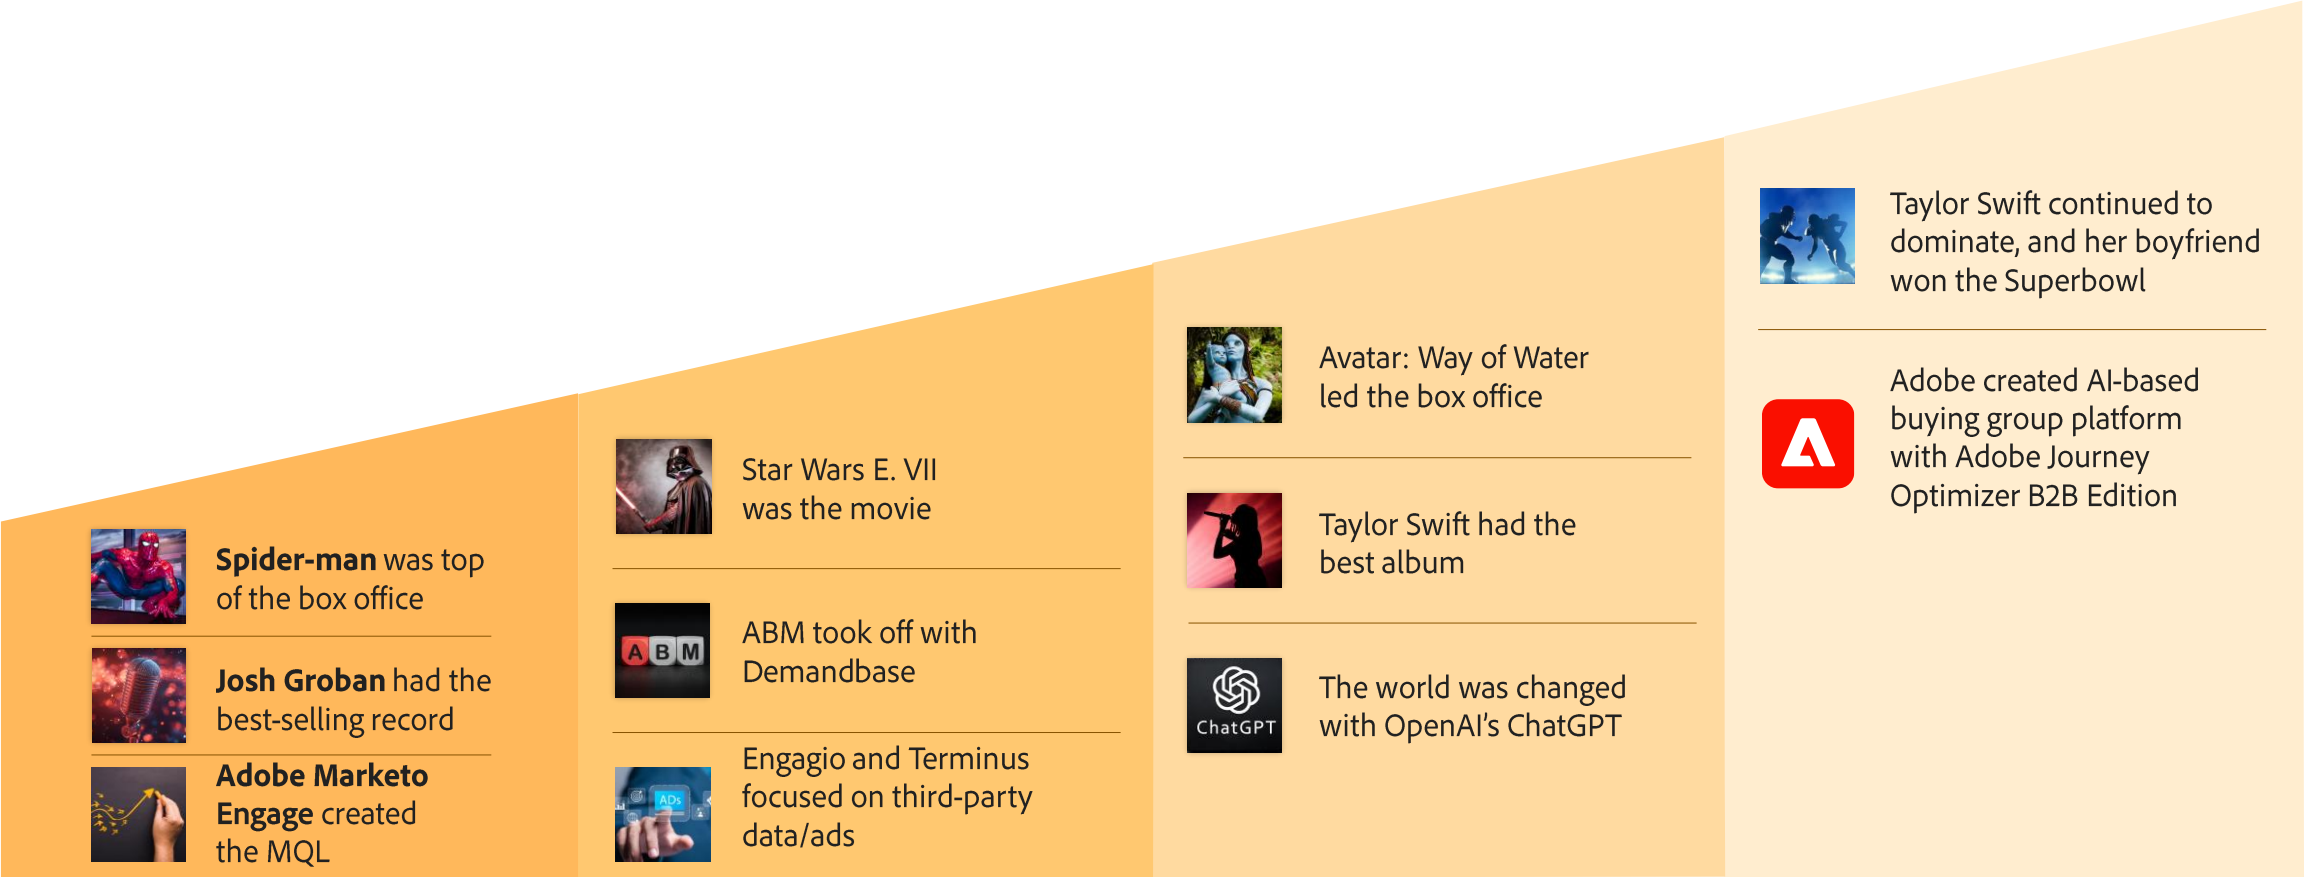 Spider-man was top
of the box office
Josh Groban had the
best-selling record
Adobe Marketo
Engage created
the MQL
Star Wars E. VII
was the movie
ABM
ABM took off with
Demandbase
ADs
Engagio and Terminus
focused on third-party
data/ads
Avatar: Way of Water
led the box office
Taylor Swift had the
best album
ChatGPT
The world was changed
with OpenAI’s ChatGPT
Taylor Swift continued to
dominate, and her boyfriend
won the Superbowl
Adobe created AI-based
buying group platform
with Adobe Journey
Optimizer B2B Edition